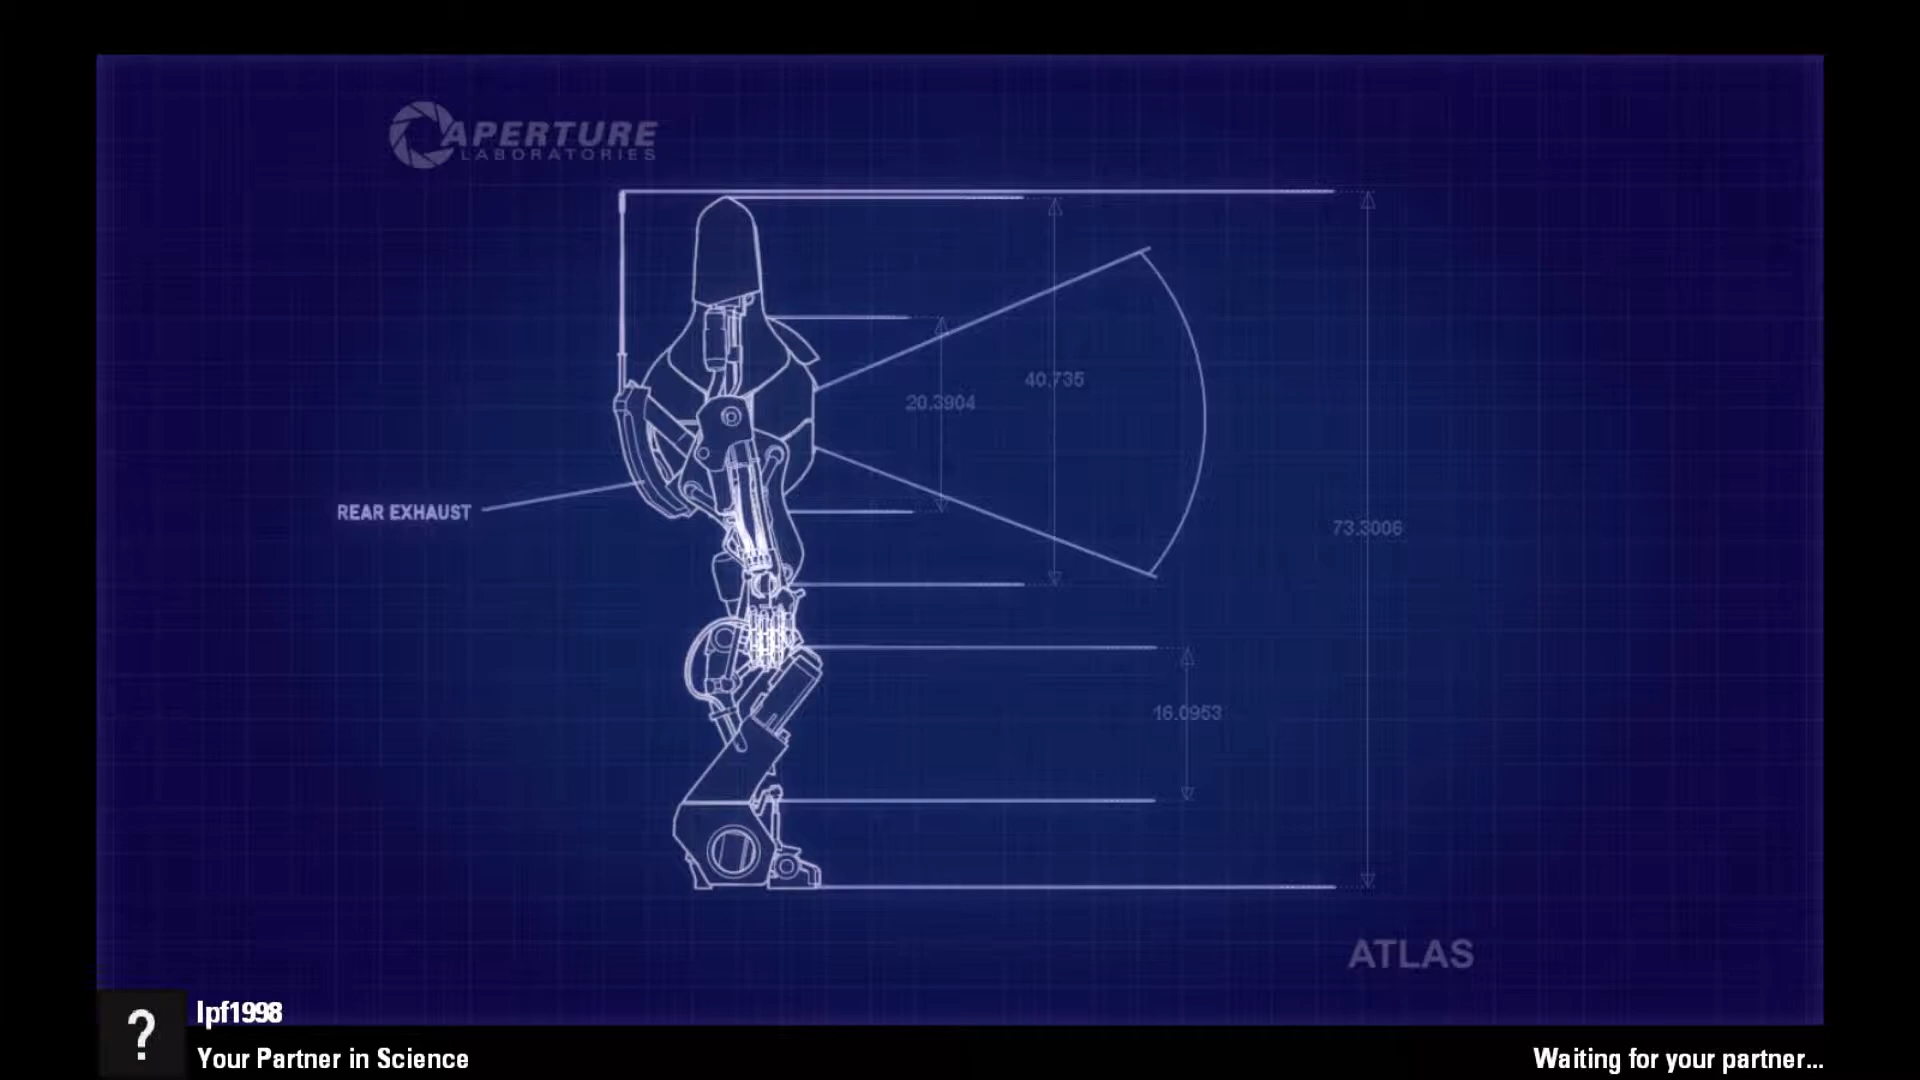 APERTURE
LABORATORIES
40.735
20.3904
REAR EXHAUST
73.3006
16.0953
ATLAS
?
lpf1998
Your Partner in Science
Waiting for your partner...